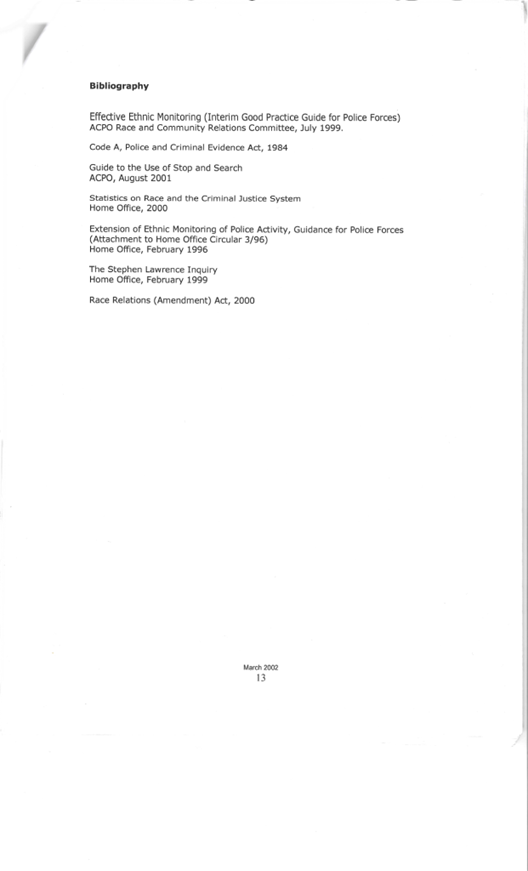 Bibliography
Effective Ethnic Monitoring (Interim Good Practice Guide for Police Forces)
ACPO Race and Community Relations Committee, July 1999.
Code A, Police and Criminal Evidence Act, 1984
Guide to the Use of Stop and Search
ACPO, August 2001
Statistics on Race and the Criminal Justice System
Home Office, 2000
Extension of Ethnic Monitoring of Police Activity, Guidance for Police Forces
(Attachment to Home Office Circular 3/96)
Home Office, February 1996
The Stephen Lawrence Inquiry
Home Office, February 1999
Race Relations (Amendment) Act, 2000
March 2002
13